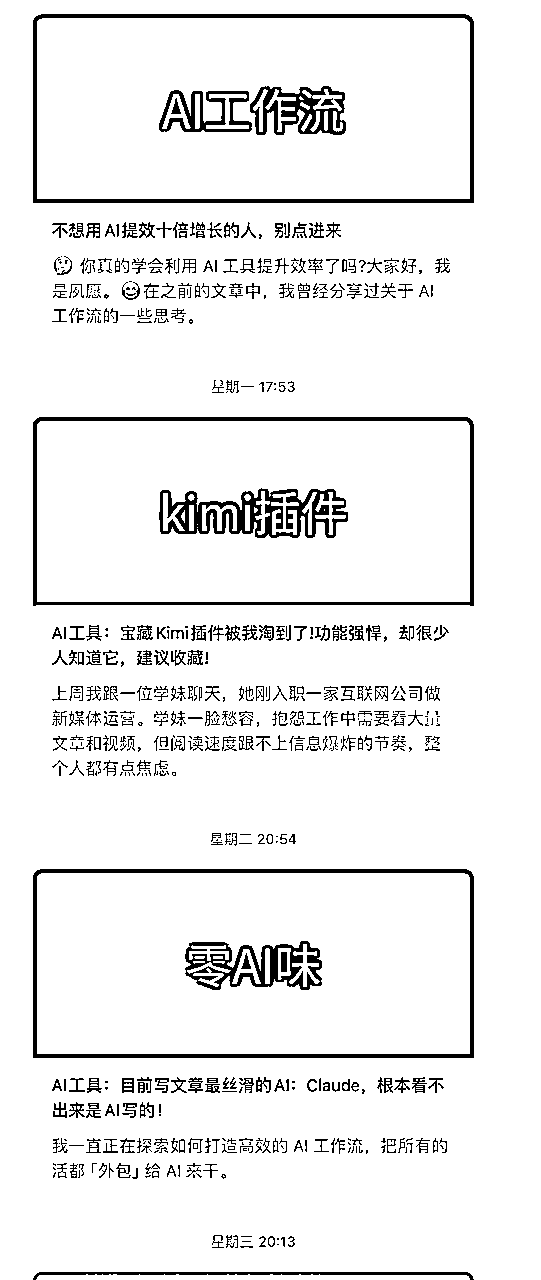 AI工作流
不想用AI提效十倍增长的人，别点进来
🤔 你真的学会利用 AI 工具提升效率了吗?大家好，我
是凤愿。😄在之前的文章中，我曾经分享过关于 AI
工作流的一些思考。
星期一 17:53
kimi插件
AI工具：宝藏Kimi插件被我淘到了!功能强悍，却很少
人知道它，建议收藏!
上周我跟一位学妹聊天，她刚入职一家互联网公司做
新媒体运营。学妹一脸愁容，抱怨工作中需要看大量
文章和视频，但阅读速度跟不上信息爆炸的节奏，整
个人都有点焦虑。
星期二 20:54
零AI味
AI工具：目前写文章最丝滑的AI：Claude，根本看不
出来是AI写的!
我一直正在探索如何打造高效的 AI 工作流，把所有的
活都「外包」给 AI 来干。
星期三 20:13